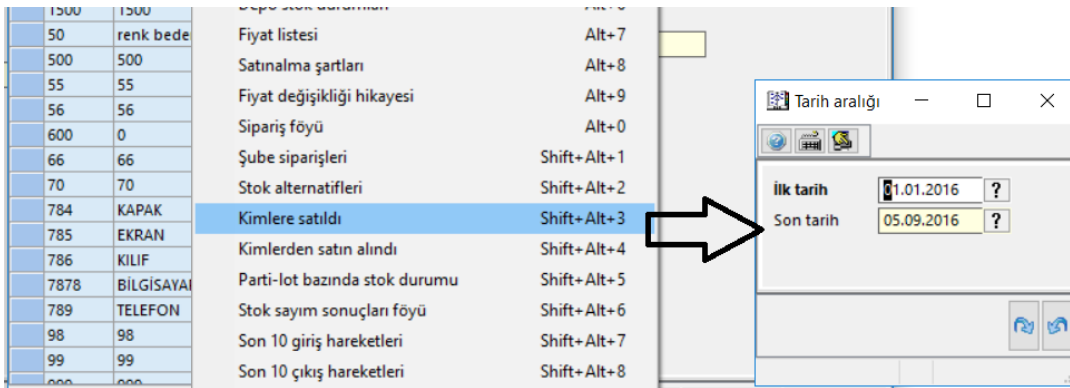 1500 1500
50 renk bede
500 500
55 55
56 56
600 0
66 66
70 70
784 KAPAK
785 EKRAN
786 KILIF
7878 BİLGİSAYA
789 TELEFON
98 98
99 99
Depo stok durumları
Fiyat listesi Alt+7
Satınalma şartları Alt+8
Fiyat değişikliği hikayesi Alt+9
Sipariş föyü Alt+0
Şube siparişleri Shift+Alt+1
Stok alternatifleri Shift+Alt+2
Kimlere satıldı Shift+Alt+3
Kimlerden satın alındı Shift+Alt+4
Parti-lot bazında stok durumu Shift+Alt+5
Stok sayım sonuçları föyü Shift+Alt+6
Son 10 giriş hareketleri Shift+Alt+7
Son 10 çıkış hareketleri Shift+Alt+8
Tarih aralığı
İlk tarih 01.01.2016 ?
Son tarih 05.09.2016 ?